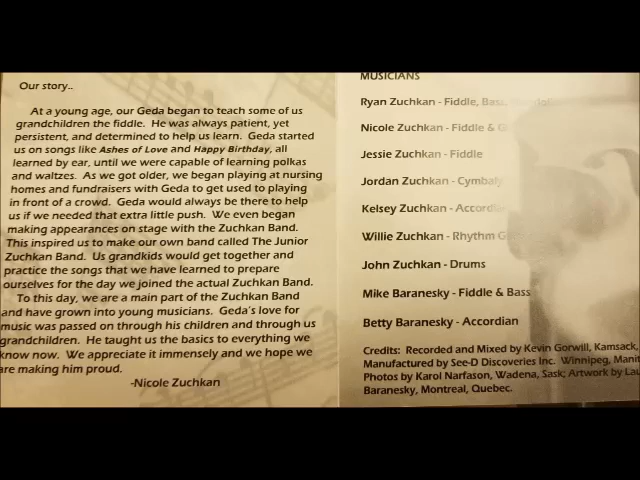 Our story..
At a young age, our Geda began to teach some of us
grandchildren the fiddle. He was always patient, yet
persistent, and determined to help us learn. Geda started
us on songs like Ashes of Love and Happy Birthday, all
learned by ear, until we were capable of learning polkas
and waltzes. As we got older, we began playing at nursing
homes and fundraisers with Geda to get used to playing
in front of a crowd. Geda would always be there to help
us if we needed that extra little push. We even began
making appearances on stage with the Zuchkan Band.
This inspired us to make our own band called The Junior
Zuchkan Band. Us grandkids would get together and
practice the songs that we have learned to prepare
ourselves for the day we joined the actual Zuchkan Band.
To this day, we are a main part of the Zuchkan Band
and have grown into young musicians. Geda's love for
music was passed on through his children and through us
grandchildren. He taught us the basics to everything we
know now. We appreciate it immensely and we hope we
are making him proud.
-Nicole Zuchkan
MUSICIANS
Ryan Zuchkan - Fiddle, Bass,
Nicole Zuchkan - Fiddle &
Jessie Zuchkan - Fiddle
Jordan Zuchkan - Cymbaly
Kelsey Zuchkan - Accordian
Willie Zuchkan - Rhythm
John Zuchkan - Drums
Mike Baranesky - Fiddle & Bass
Betty Baranesky - Accordian
Credits: Recorded and Mixed by Kevin Gorwill, Kamsack,
Manufactured by See-D Discoveries Inc. Winnipeg, Manit
Photos by Karol Narfason, Wadena, Sask; Artwork by Lau
Baranesky, Montreal, Quebec.